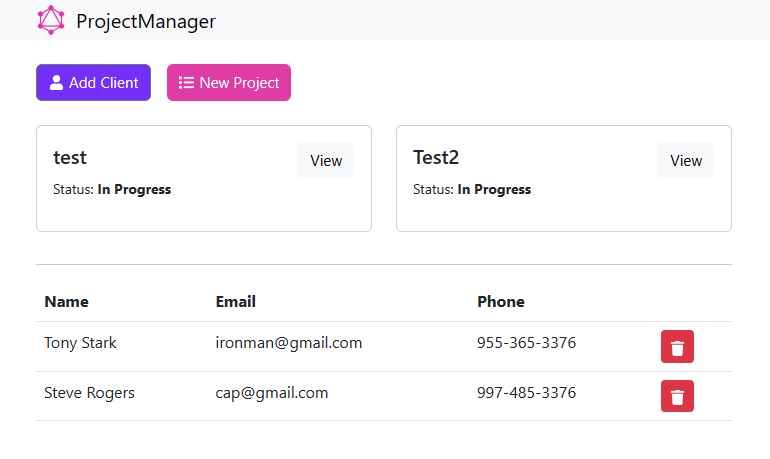 ProjectManager
Add Client New Project
test View
Status: In Progress
Test2 View
Status: In Progress
Name Email Phone
Tony Stark ironman@gmail.com 955-365-3376
Steve Rogers cap@gmail.com 997-485-3376